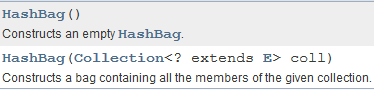 HashBag()
Constructs an empty HashBag.
HashBag(Collection<? extends E> coll)
Constructs a bag containing all the members of the given collection.